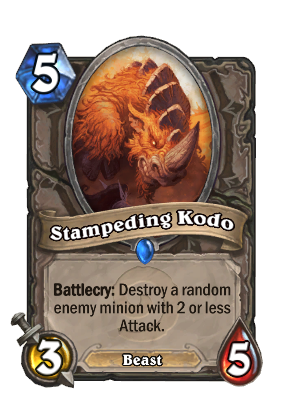 5
Stampeding Kodo
Battlecry: Destroy a random
enemy minion with 2 or less
Attack.
3
Beast
5